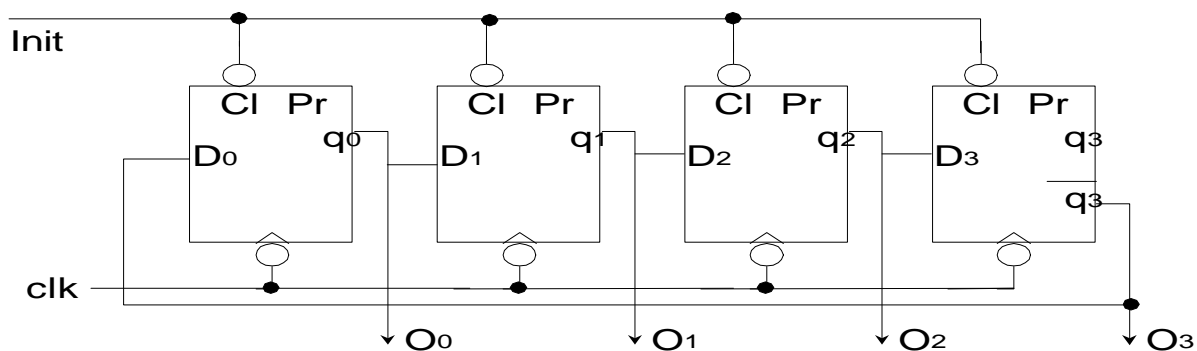 Init
Cl Pr Cl Pr Cl Pr Cl Pr
q0 q1 q2 q3
D0 D1 D2 D3
q3
clk
O0 O1 O2 O3